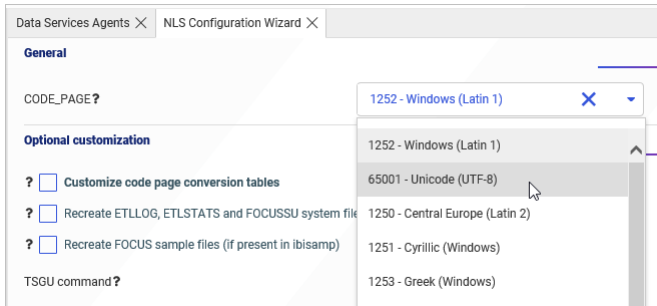 Data Services Agents
NLS Configuration Wizard
General
CODE_PAGE?
1252 - Windows (Latin 1)
1252 - Windows (Latin 1)
Optional customization
65001 - Unicode (UTF-8)
? Customize code page conversion tables
? Recreate ETLLOG, ETLSTATS and FOCUSSU system file
1250 - Central Europe (Latin 2)
? Recreate FOCUS sample files (if present in ibisamp)
1251 - Cyrillic (Windows)
TSGU command?
1253 - Greek (Windows)